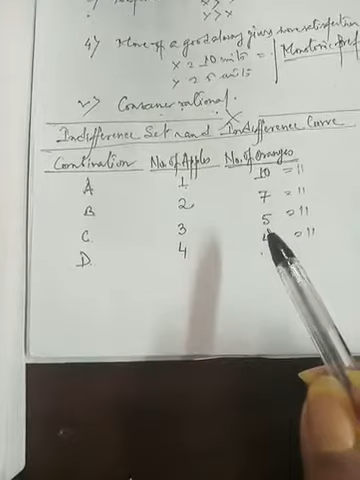 y > x
4) More of a good always gives more satisfaction
x = 10 units = Monotonic Pref
y = 5 units
Consumer rational.
Indifference Set and Indifference Curve
Combination No. of Apples No. of Oranges
A 1 10 = 11
B 2 7 = 11
C. 3 5 = 11
D. 4 4 = 11